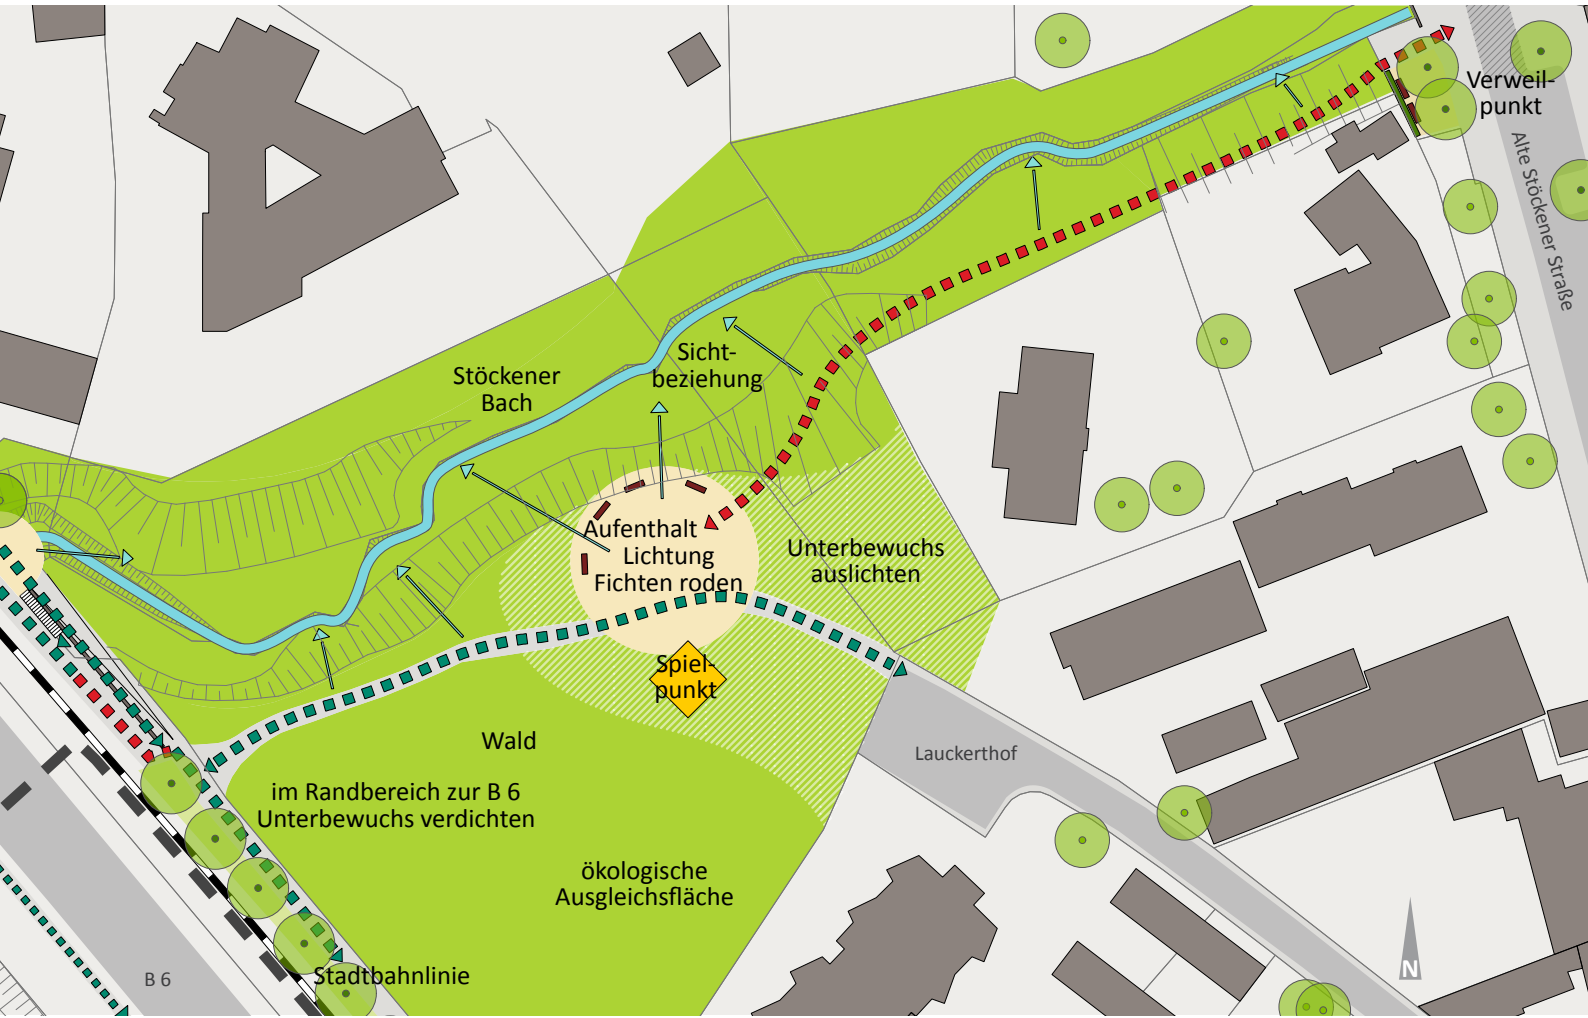 Verweil-
punkt
Alte Stöckener Straße
Sicht-
beziehung
Stöckener
Bach
Aufenthalt
Lichtung
Fichten roden
Unterbewuchs
auslichten
Spiel-
punkt
Wald
Lauckerthof
im Randbereich zur B 6
Unterbewuchs verdichten
ökologische
Ausgleichsfläche
Stadtbahnlinie
B 6
N